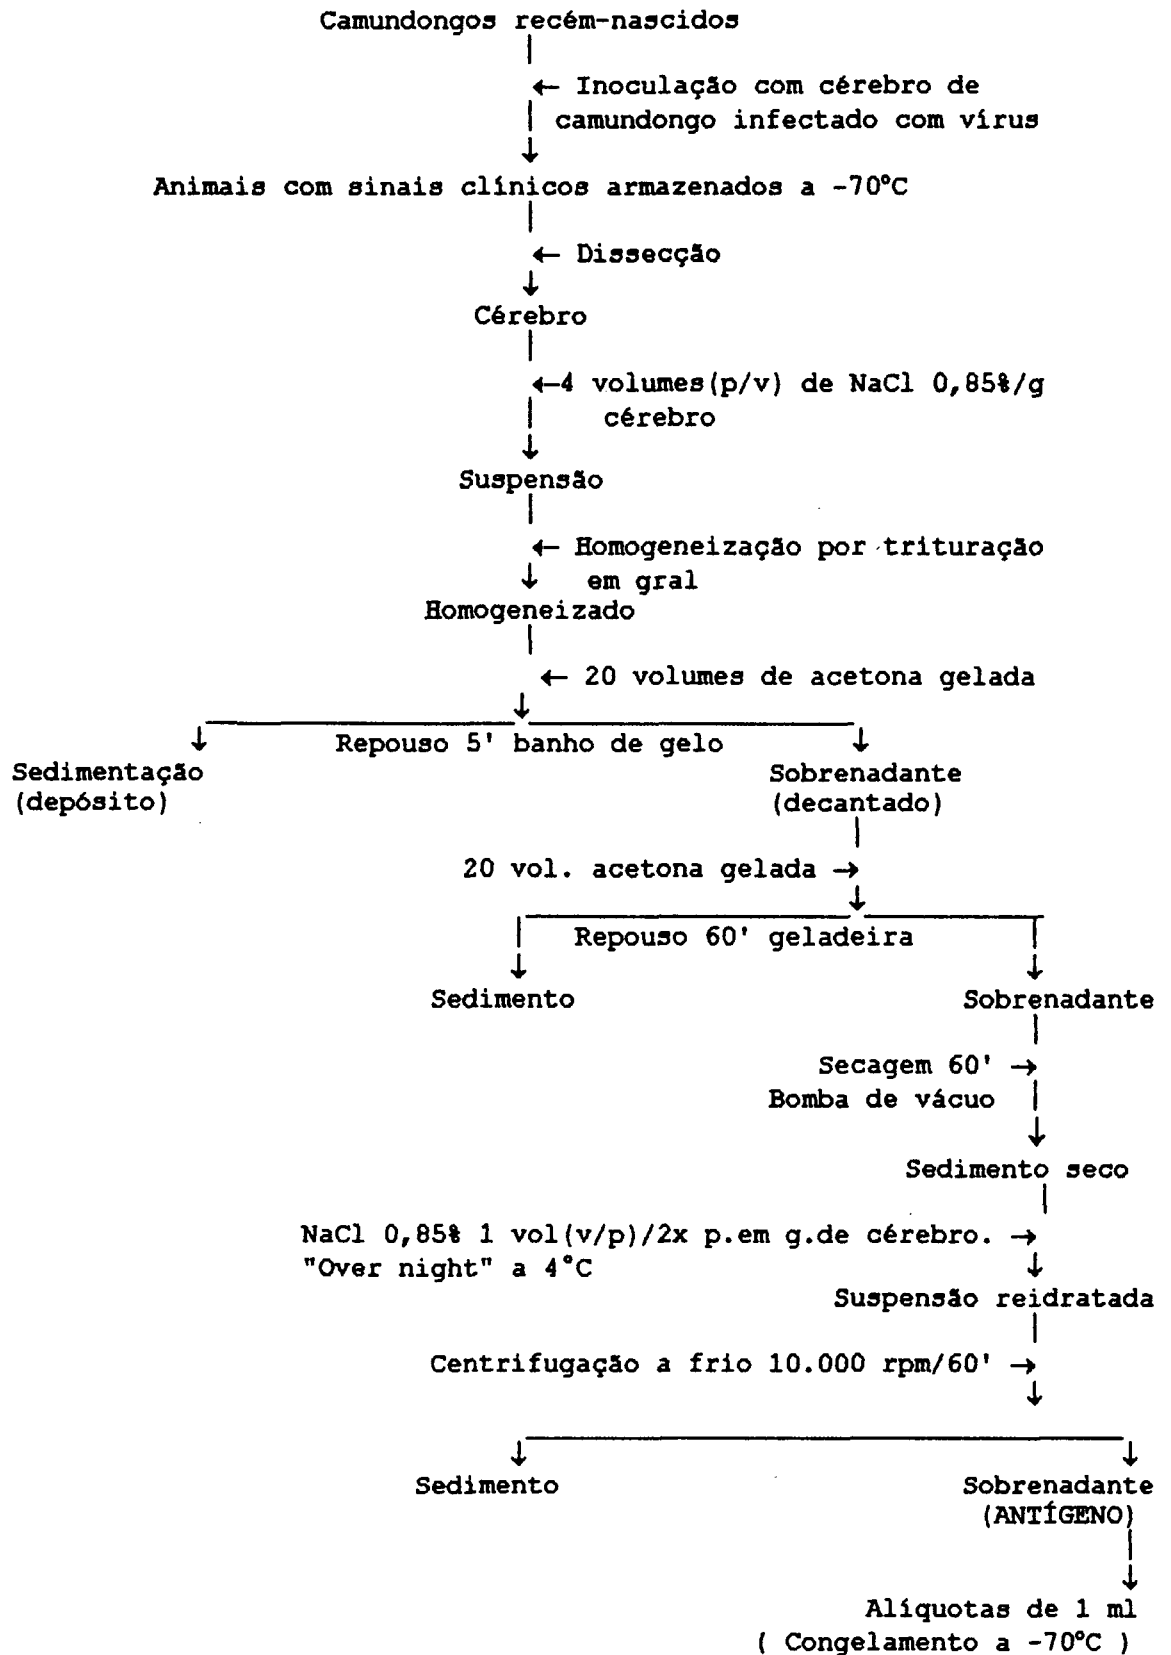 Camundongos recém-nascidos
← Inoculação com cérebro de
camundongo infectado com vírus
Animais com sinais clínicos armazenados a -70°C
← Dissecção
Cérebro
←4 volumes(p/v) de NaCl 0,85%/g
cérebro
Suspensão
← Homogeneização por trituração
em gral
Homogeneizado
← 20 volumes de acetona gelada
Repouso 5' banho de gelo
Sedimentação
(depósito)
Sobrenadante
(decantado)
20 vol. acetona gelada →
Repouso 60' geladeira
Sedimento
Sobrenadante
Secagem 60' →
Bomba de vácuo
Sedimento seco
NaCl 0,85% 1 vol(v/p)/2x p.em g.de cérebro. →
"Over night" a 4°C
Suspensão reidratada
Centrifugação a frio 10.000 rpm/60' →
Sedimento
Sobrenadante
(ANTÍGENO)
Alíquotas de 1 ml
( Congelamento a -70°C )